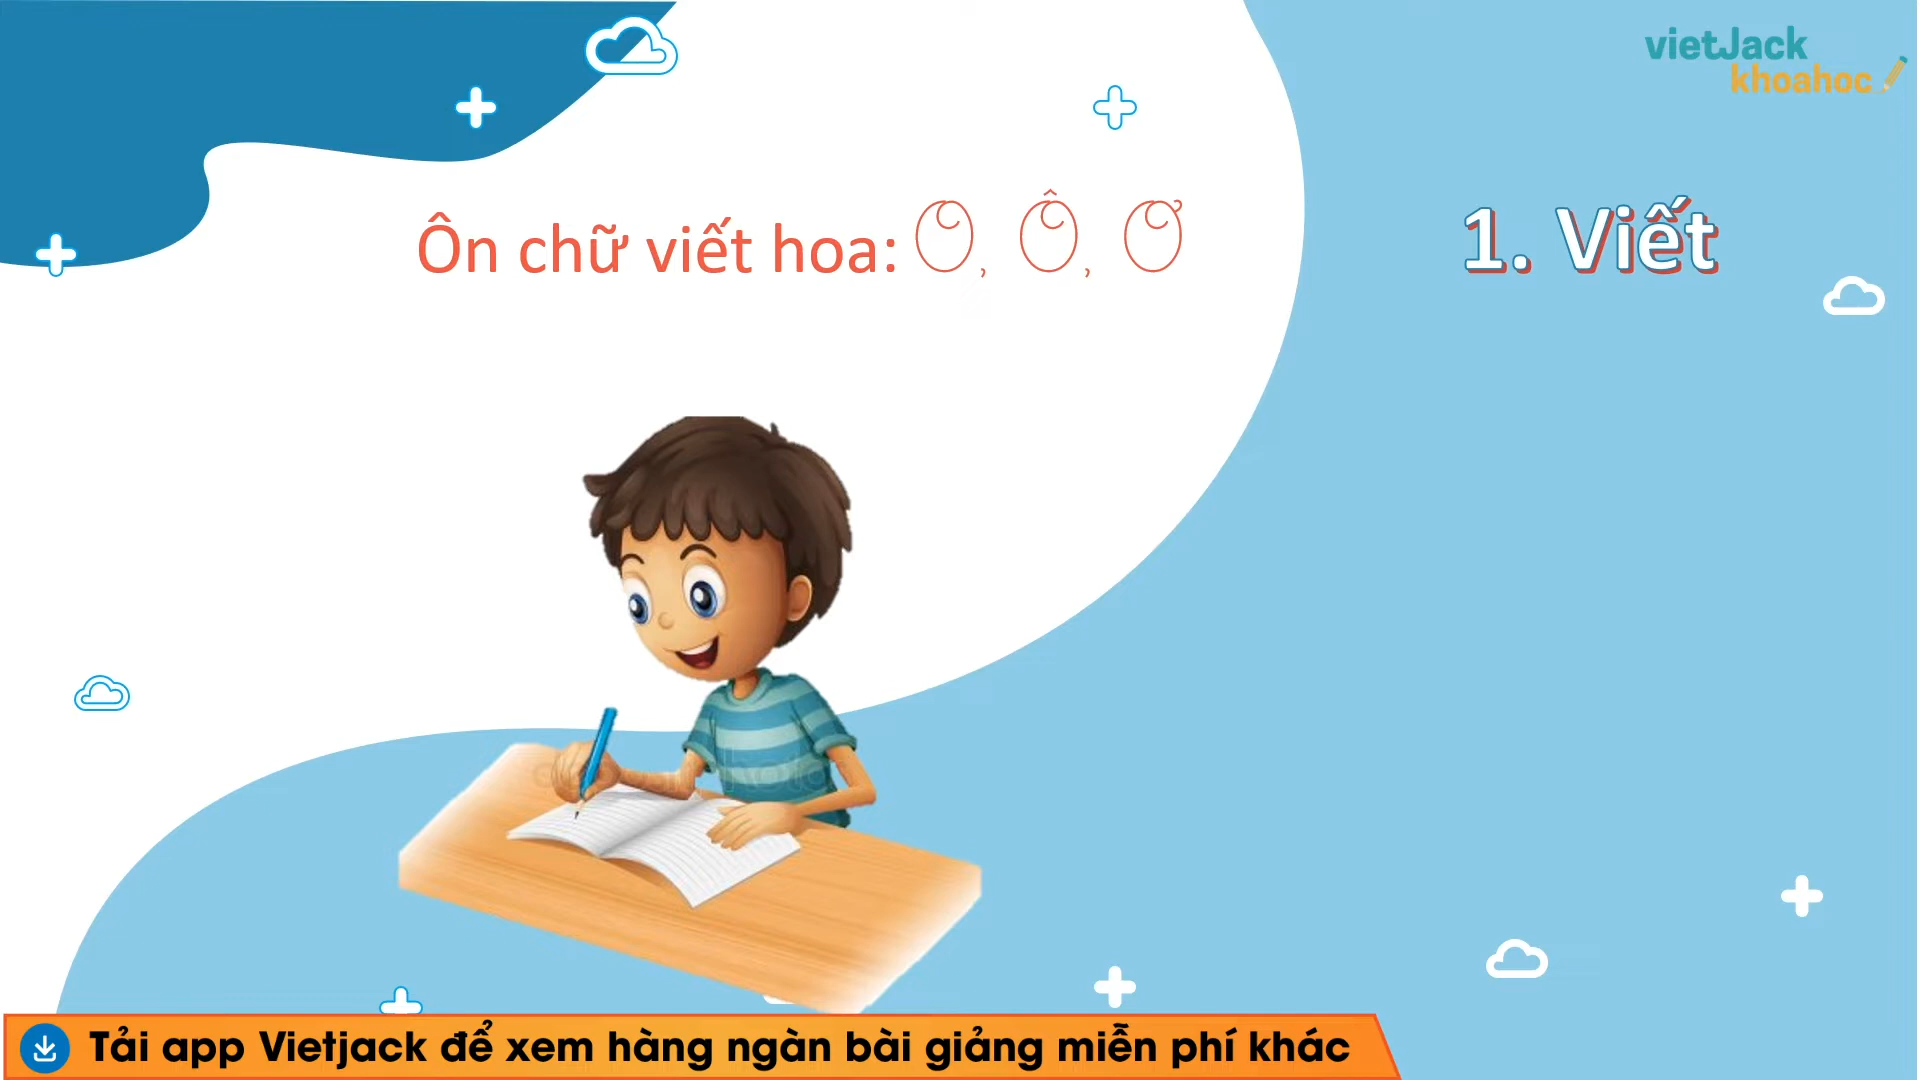 vietJack
khoahoc
Ôn chữ viết hoa: O, Ô, Ơ
1. Viết
Tải app Vietjack để xem hàng ngàn bài giảng miễn phí khác